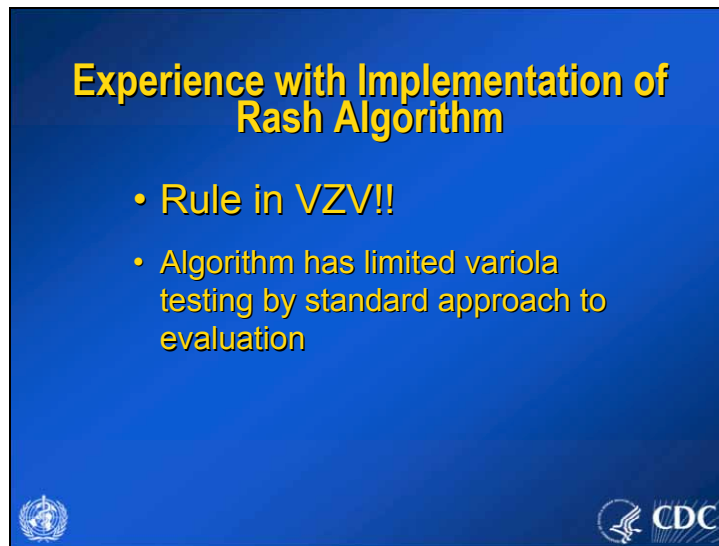 Experience with Implementation of
Rash Algorithm
• Rule in VZV!!
• Algorithm has limited variola
testing by standard approach to
evaluation
CDC